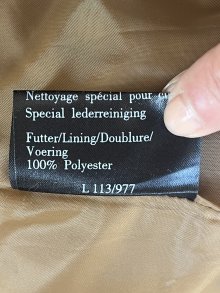 Nettoyage spécial pour
Special lederreiniging
Futter/Lining/Doublure/
Voering
100% Polyester
L 113/977